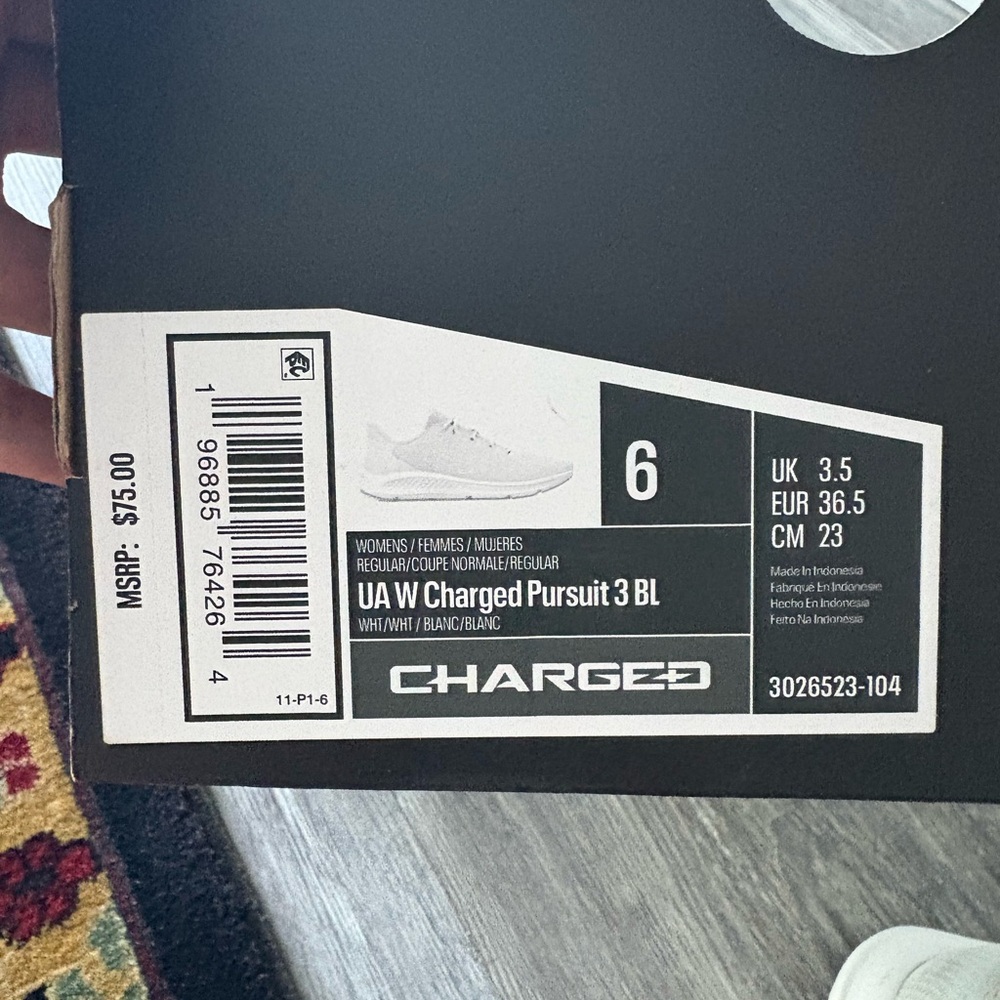 MSRP: $75.00
1 96885 76426 4
11-P1-6
6
UK 3.5
EUR 36.5
CM 23
WOMENS / FEMMES / MUJERES
REGULAR/COUPE NORMALE/REGULAR
UA W Charged Pursuit 3 BL
WHT/WHT / BLANC/BLANC
Made In Indonesia
Fabriqué En Indonesie
Hecho En Indonesia
Feito Na Indonesia
CHARGED
3026523-104